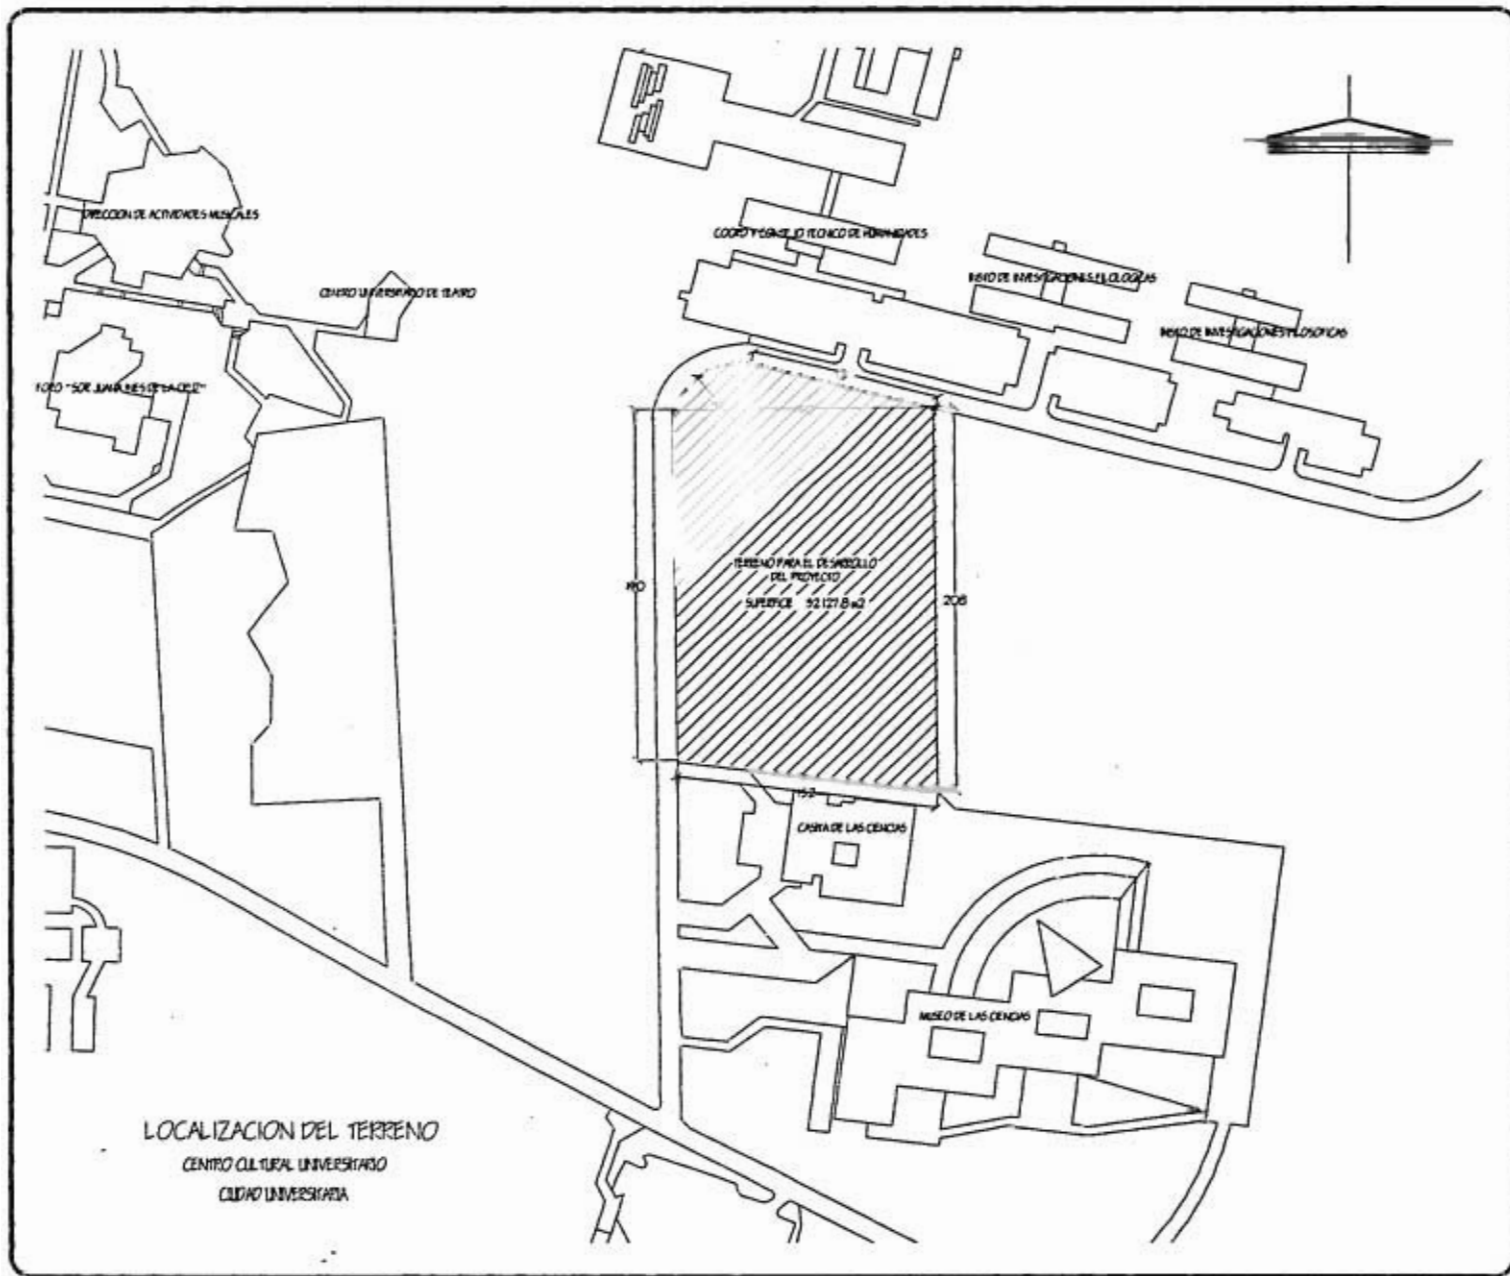 DIRECCION DE ACTIVIDADES MUSICALES
COORD Y CONSEJO TECNICO DE HUMANIDADES
INSTO DE INVESTIGACIONES FILOLOGICAS
CENTRO UNIVERSITARIO DE TEATRO
INSTO DE INVESTIGACIONES FILOSOFICAS
FORO "SOR JUANA INES DE LA CRUZ"
TERRENO PARA EL DESARROLLO
DEL PROYECTO
190
SUPERFICIE 32127.8 m2
208
152
CASITA DE LAS CIENCIAS
MUSEO DE LAS CIENCIAS
LOCALIZACION DEL TERRENO
CENTRO CULTURAL UNIVERSITARIO
CIUDAD UNIVERSITARIA